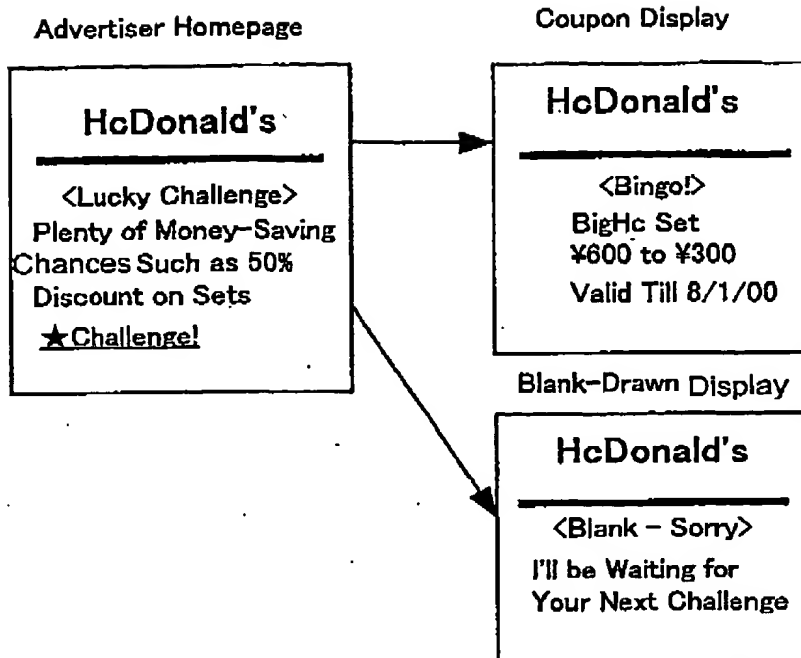 Advertiser Homepage
HcDonald's
<Lucky Challenge>
Plenty of Money-Saving
Chances Such as 50%
Discount on Sets
★Challenge!
Coupon Display
HcDonald's
<Bingo!>
BigHc Set
¥600 to ¥300
Valid Till 8/1/00
Blank-Drawn Display
HcDonald's
<Blank - Sorry>
I'll be Waiting for
Your Next Challenge